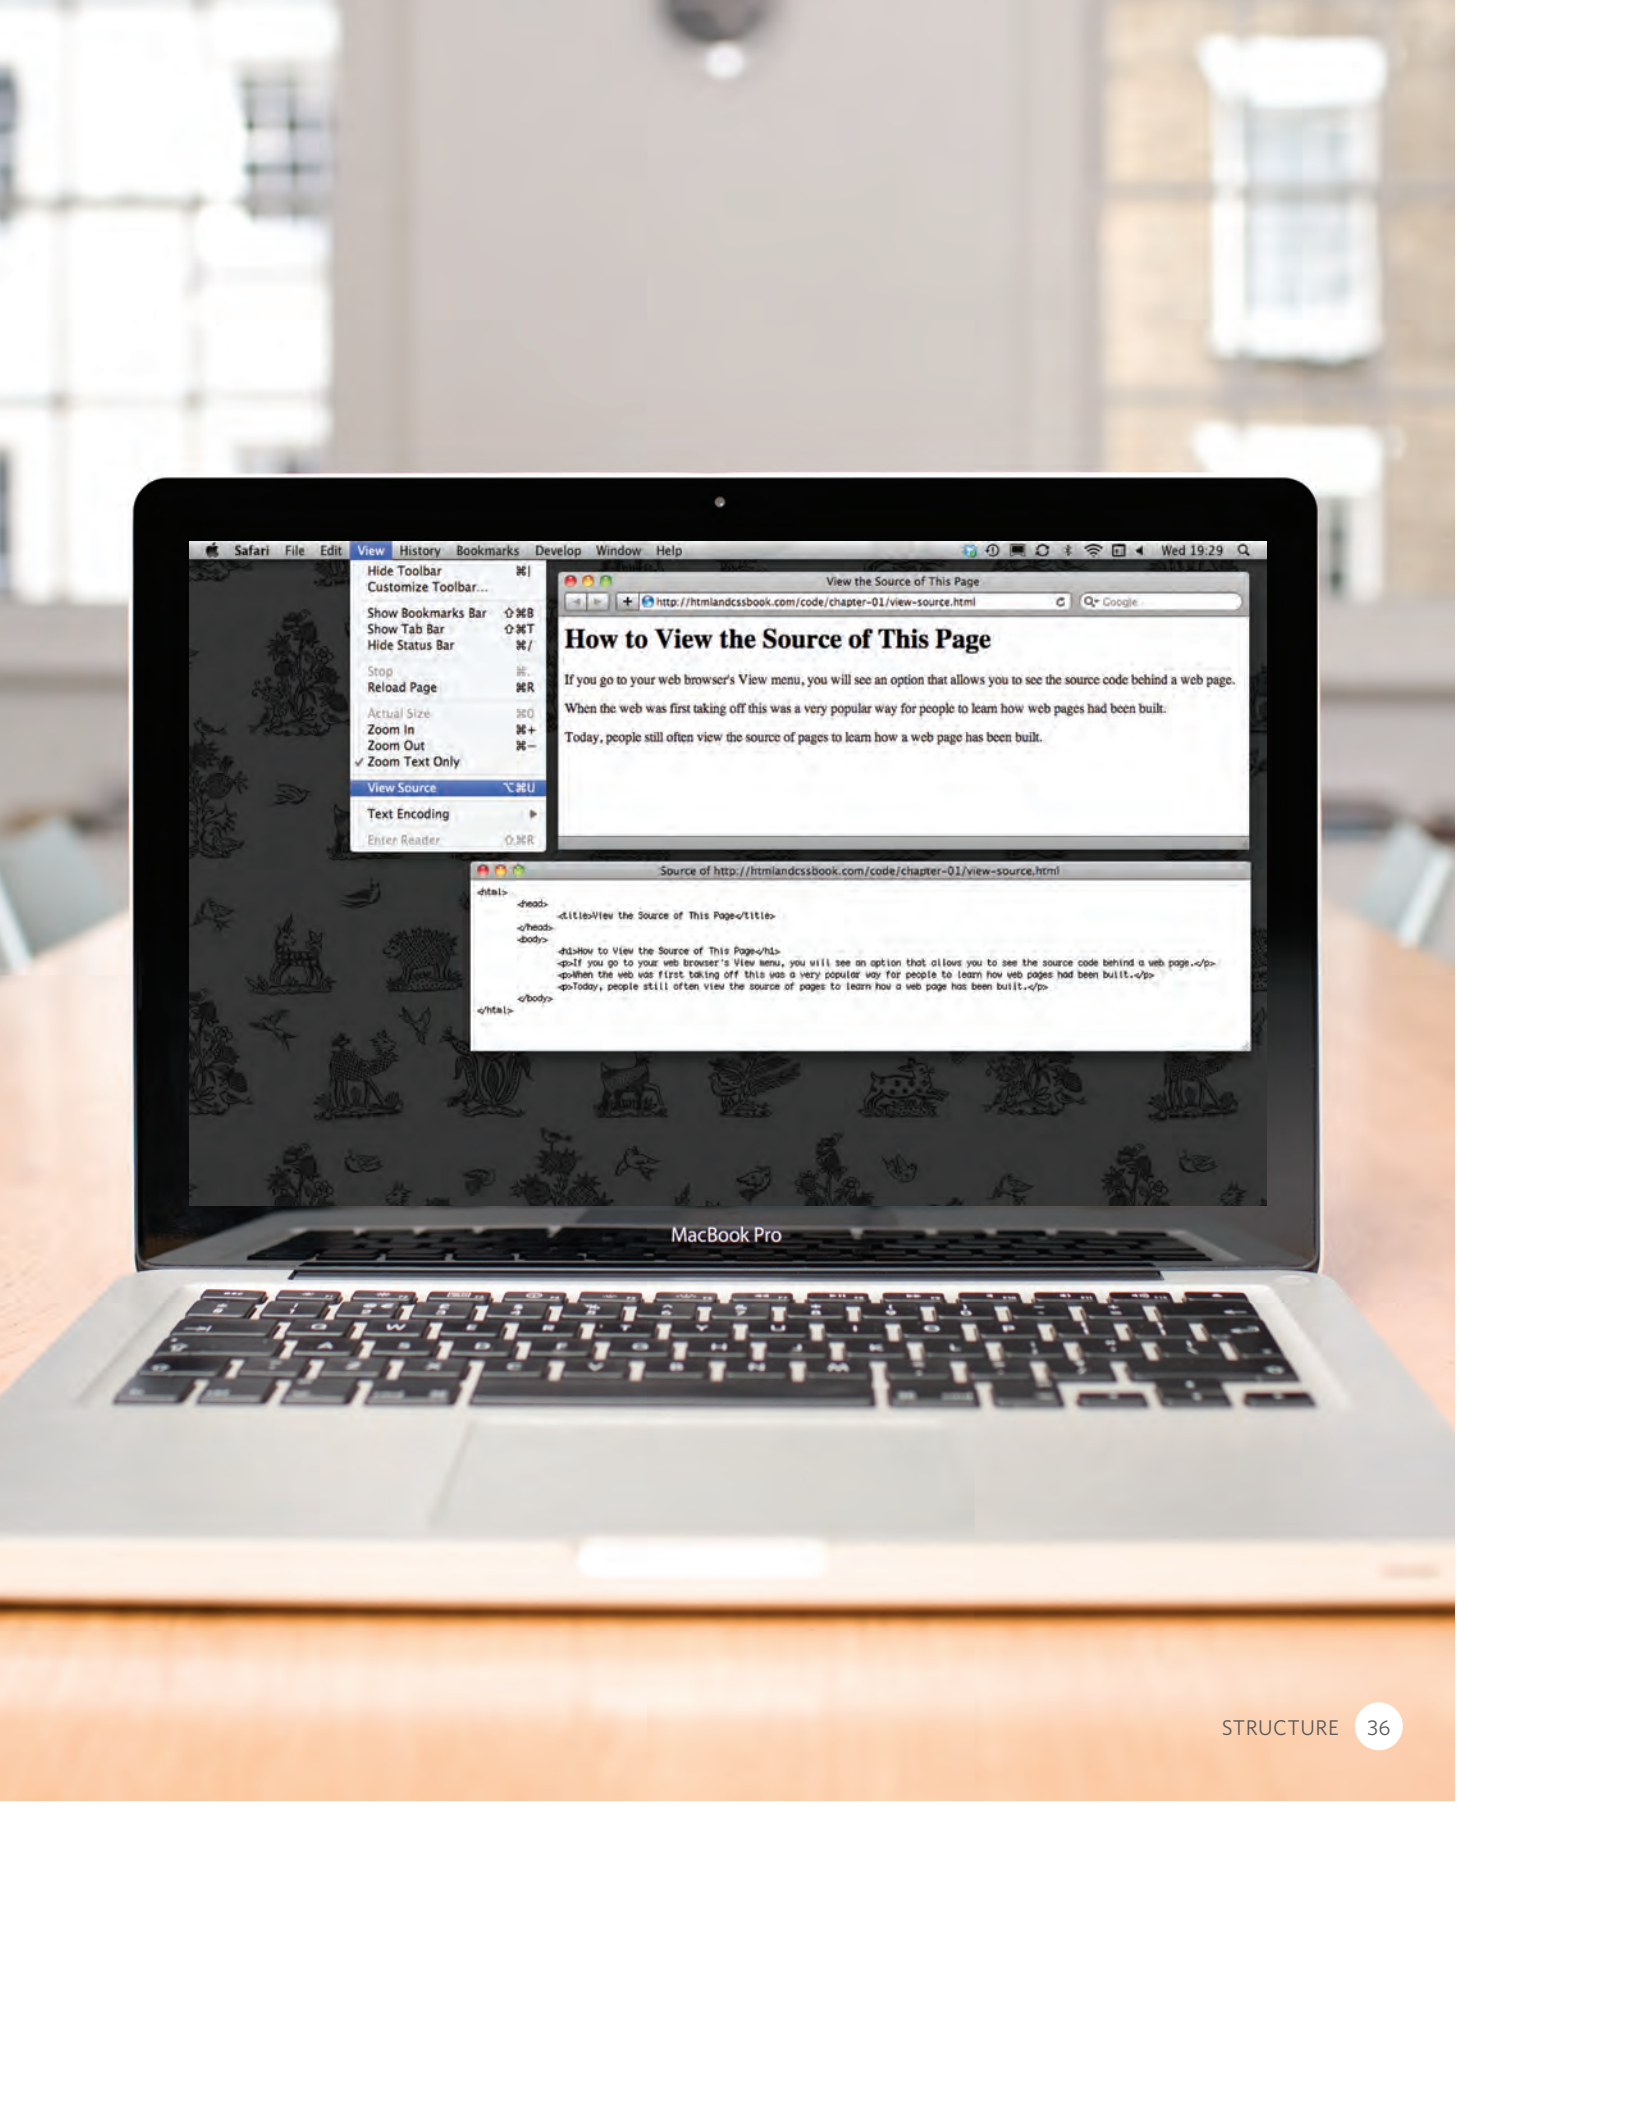 Safari File Edit View History Bookmarks Develop Window Help Wed 19:29
Hide Toolbar ⌘|
Customize Toolbar...
Show Bookmarks Bar ⇧⌘B
Show Tab Bar ⇧⌘T
Hide Status Bar ⌘/
Stop ⌘.
Reload Page ⌘R
Actual Size ⌘0
Zoom In ⌘+
Zoom Out ⌘−
✓ Zoom Text Only
View Source ⌥⌘U
Text Encoding ▶
Enter Reader ⇧⌘R
View the Source of This Page
http://htmlandcssbook.com/code/chapter-01/view-source.html Google
How to View the Source of This Page
If you go to your web browser's View menu, you will see an option that allows you to see the source code behind a web page.
When the web was first taking off this was a very popular way for people to learn how web pages had been built.
Today, people still often view the source of pages to learn how a web page has been built.
Source of http://htmlandcssbook.com/code/chapter-01/view-source.html
<html>
<head>
<title>View the Source of This Page</title>
</head>
<body>
<h1>How to View the Source of This Page</h1>
<p>If you go to your web browser's View menu, you will see an option that allows you to see the source code behind a web page.</p>
<p>When the web was first taking off this was a very popular way for people to learn how web pages had been built.</p>
<p>Today, people still often view the source of pages to learn how a web page has been built.</p>
</body>
</html>
MacBook Pro
Q W E R T Y U I O P
A S D F G H J K L
Z X C V B N M
STRUCTURE 36